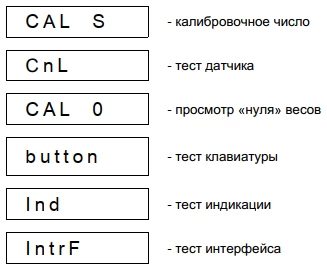 CAL S - калибровочное число
CnL - тест датчика
CAL 0 - просмотр «нуля» весов
button - тест клавиатуры
Ind - тест индикации
IntrF - тест интерфейса